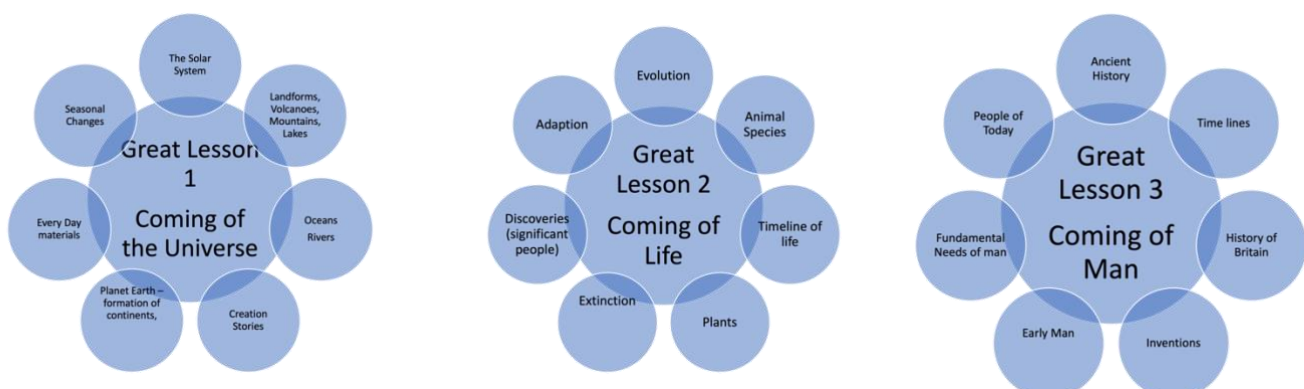 The Solar
System
Landforms,
Volcanoes,
Mountains,
Lakes
Oceans
Rivers
Creation
Stories
Planet Earth –
formation of
continents,
Every Day
materials
Seasonal
Changes
Great Lesson
1
Coming of
the Universe
Evolution
Animal
Species
Timeline of
life
Plants
Extinction
Discoveries
(significant
people)
Adaption
Great
Lesson 2
Coming of
Life
Ancient
History
Time lines
History of
Britain
Inventions
Early Man
Fundamental
Needs of man
People of
Today
Great
Lesson 3
Coming of
Man